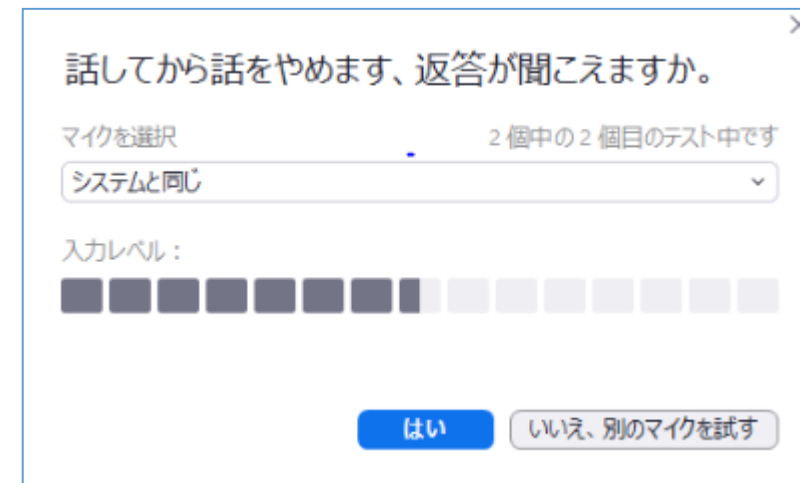 話してから話をやめます、返答が聞こえますか。
マイクを選択
2 個中の 2 個目のテスト中です
システムと同じ
入力レベル：
はい
いいえ、別のマイクを試す